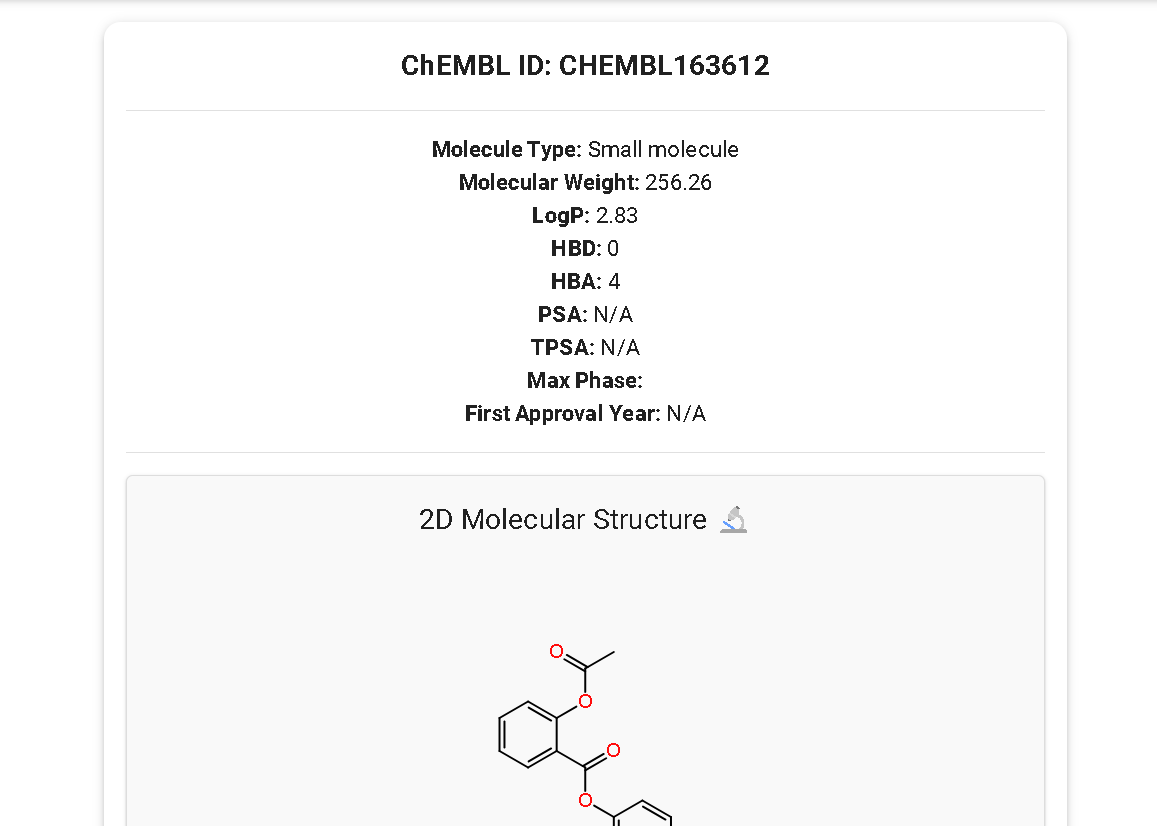 ChEMBL ID: CHEMBL163612
Molecule Type: Small molecule
Molecular Weight: 256.26
LogP: 2.83
HBD: 0
HBA: 4
PSA: N/A
TPSA: N/A
Max Phase:
First Approval Year: N/A
2D Molecular Structure 🔬
O
O
O
O